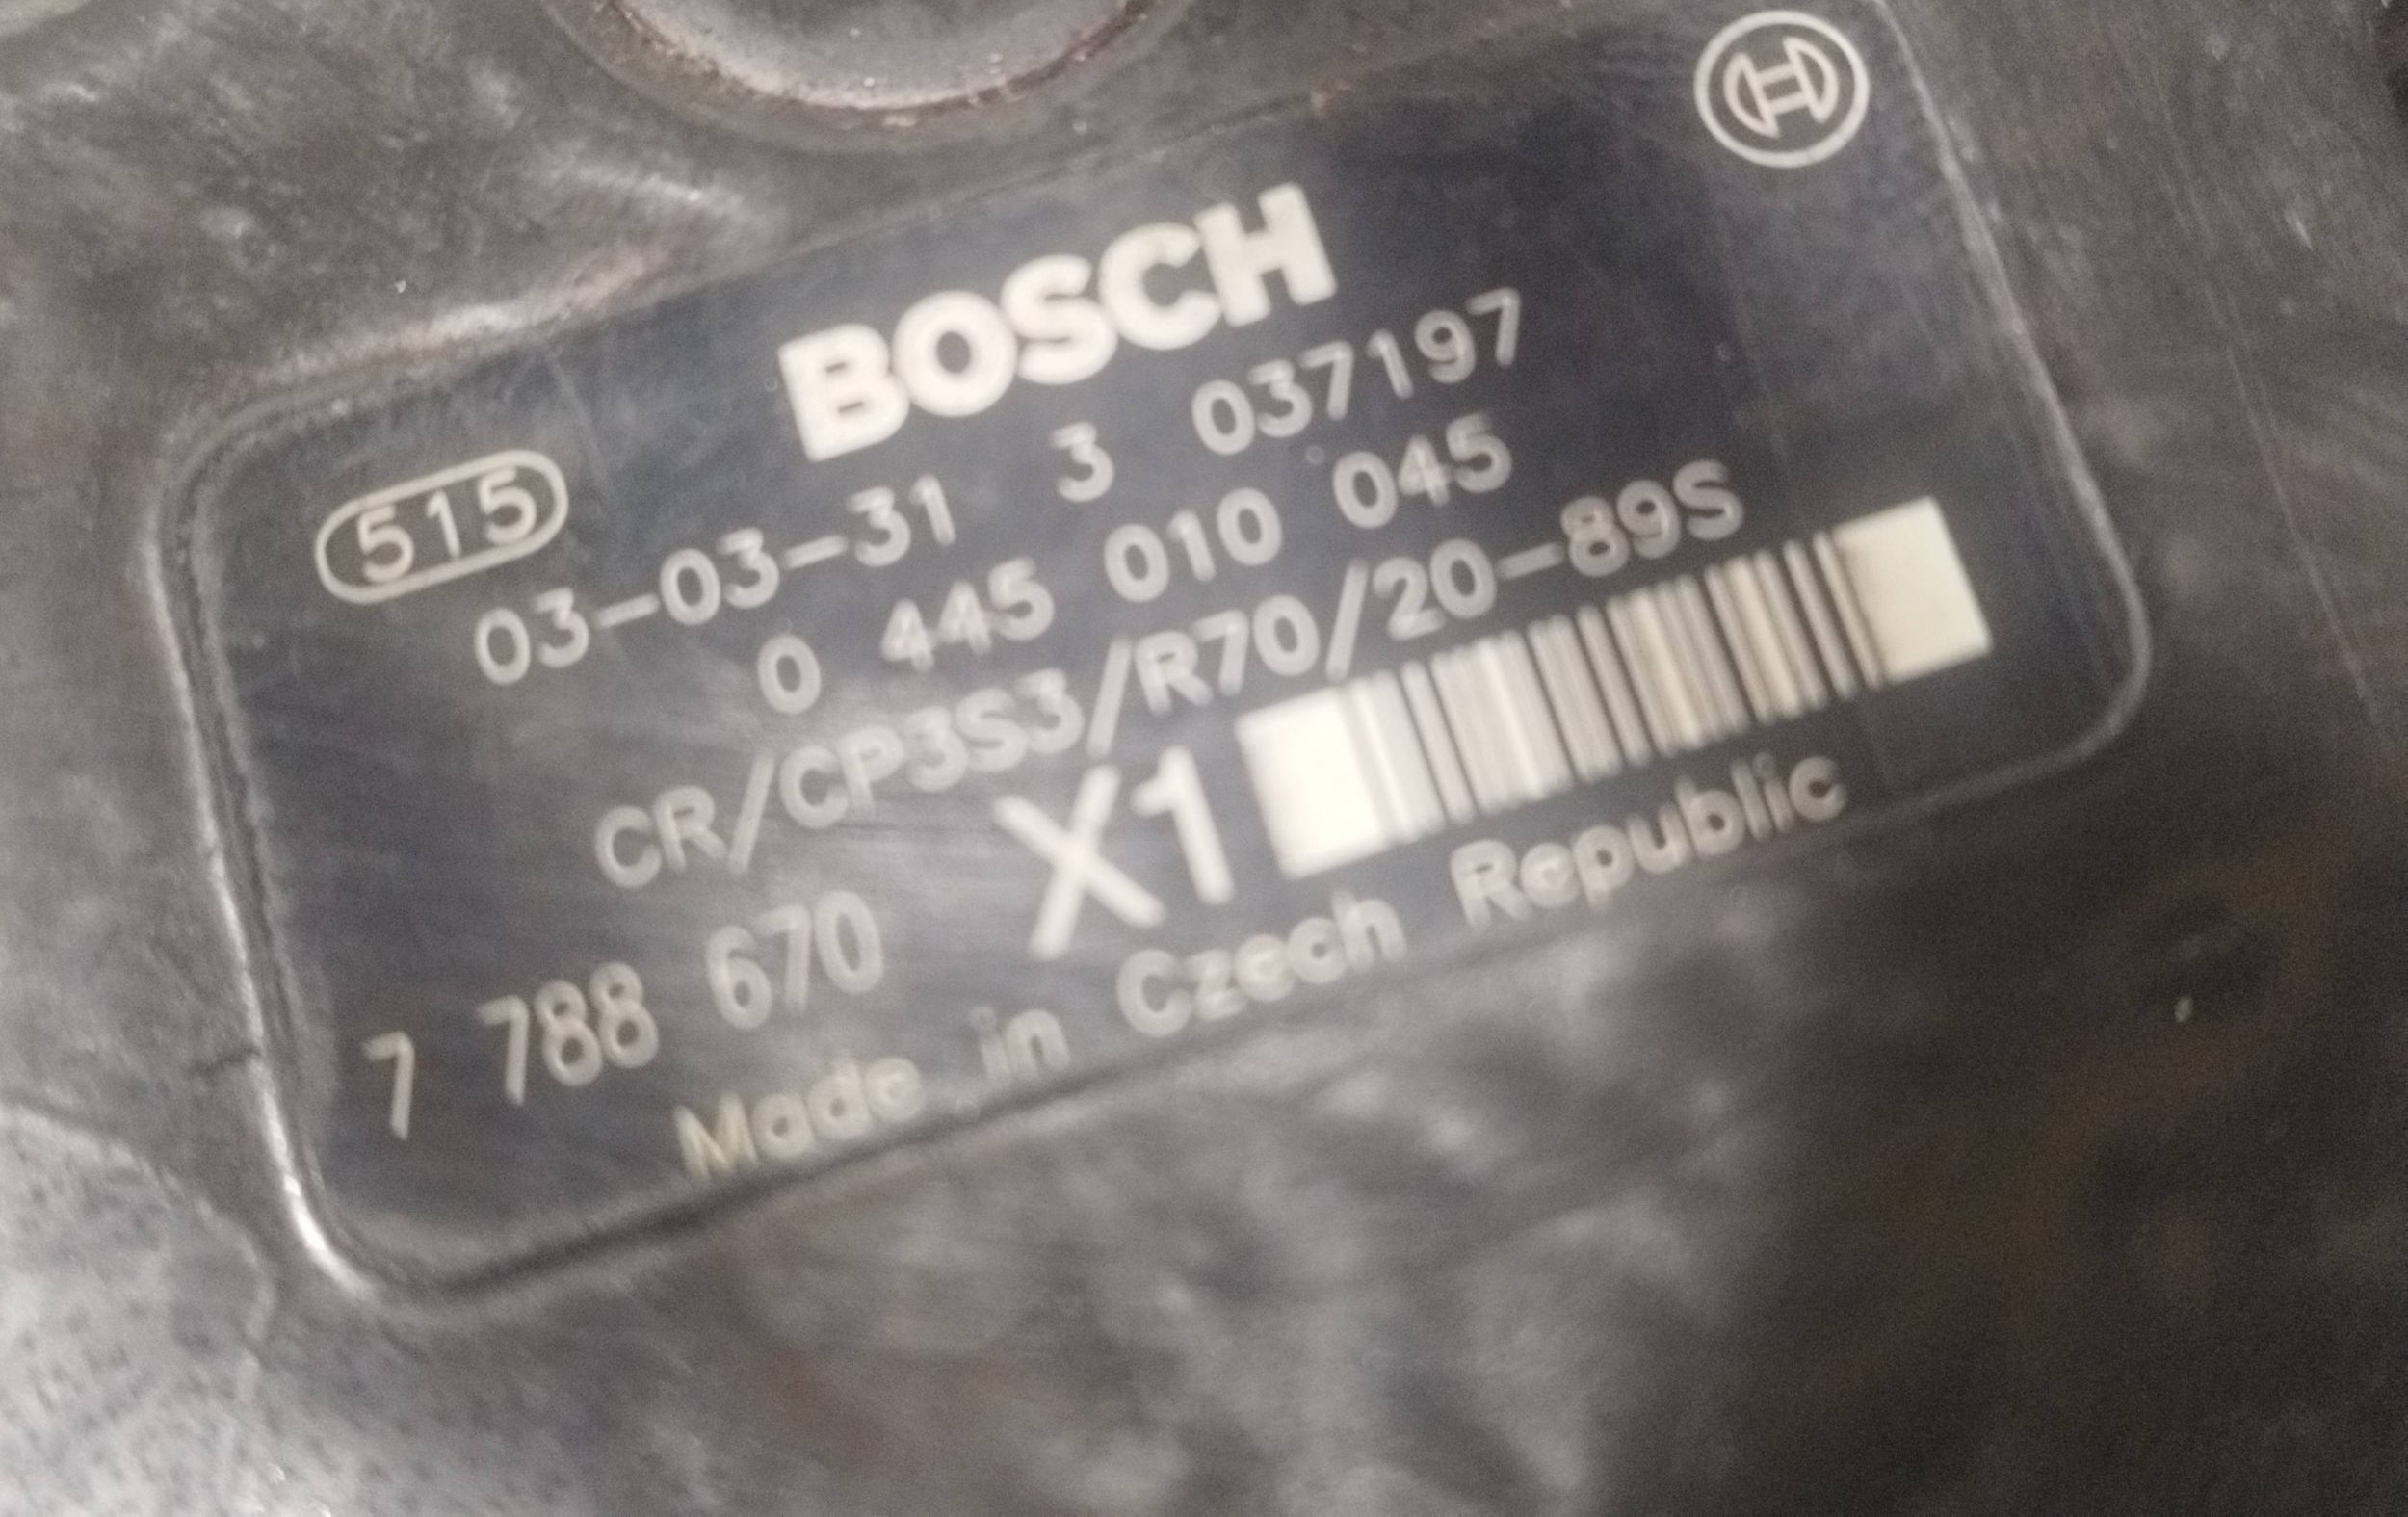 BOSCH
515
03-03-31 3 037197
0 445 010 045
CR/CP3S3/R70/20-89S
7 788 670 X1
Made in Czech Republic